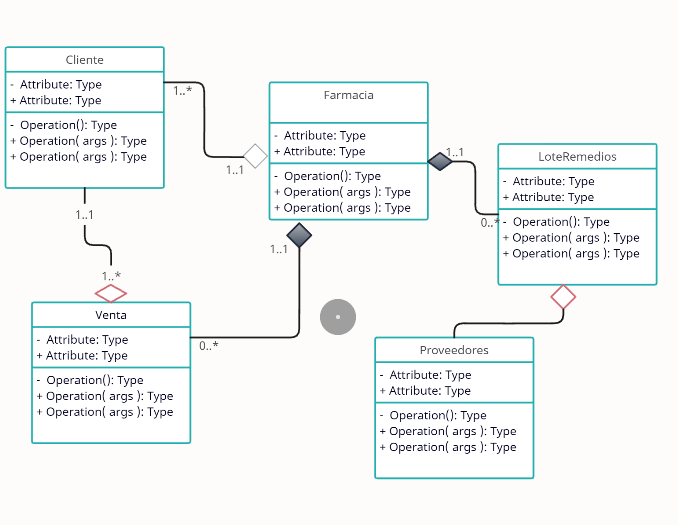 Cliente
- Attribute: Type
+ Attribute: Type
- Operation(): Type
+ Operation( args ): Type
+ Operation( args ): Type
1..*
1..1
Farmacia
- Attribute: Type
+ Attribute: Type
- Operation(): Type
+ Operation( args ): Type
+ Operation( args ): Type
1..1
0..*
LoteRemedios
- Attribute: Type
+ Attribute: Type
- Operation(): Type
+ Operation( args ): Type
+ Operation( args ): Type
1..1
1..*
1..1
0..*
Venta
- Attribute: Type
+ Attribute: Type
- Operation(): Type
+ Operation( args ): Type
+ Operation( args ): Type
Proveedores
- Attribute: Type
+ Attribute: Type
- Operation(): Type
+ Operation( args ): Type
+ Operation( args ): Type